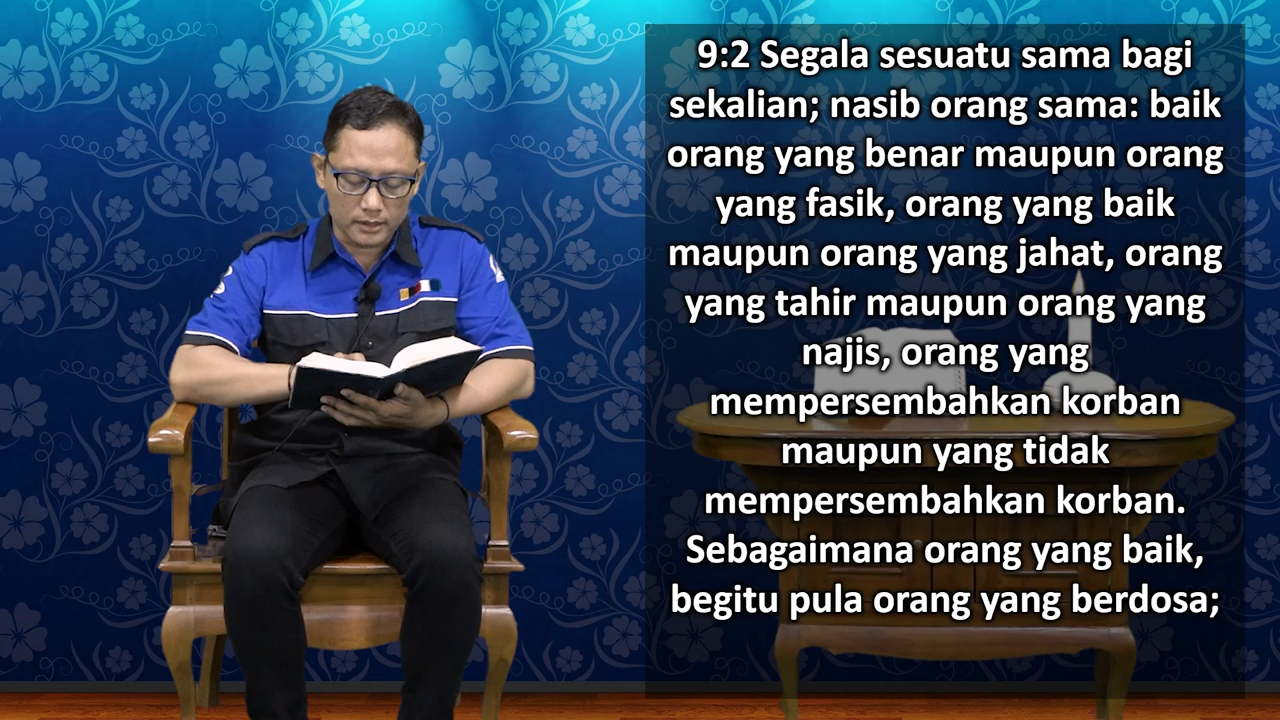 9:2 Segala sesuatu sama bagi
sekalian; nasib orang sama: baik
orang yang benar maupun orang
yang fasik, orang yang baik
maupun orang yang jahat, orang
yang tahir maupun orang yang
najis, orang yang
mempersembahkan korban
maupun yang tidak
mempersembahkan korban.
Sebagaimana orang yang baik,
begitu pula orang yang berdosa;